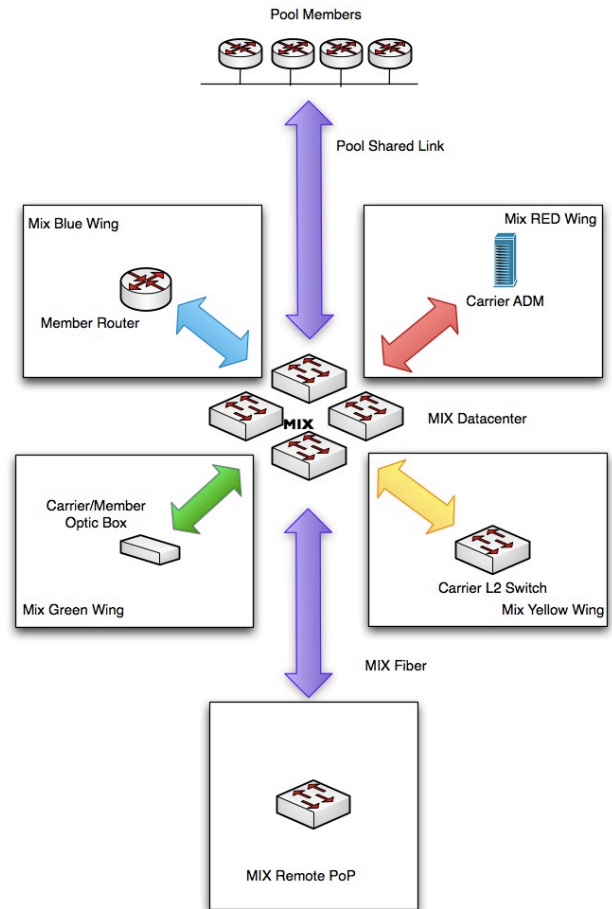 Pool Members
Pool Shared Link
Mix Blue Wing
Member Router
Mix RED Wing
Carrier ADM
MIX
MIX Datacenter
Carrier/Member
Optic Box
Mix Green Wing
Carrier L2 Switch
Mix Yellow Wing
MIX Fiber
MIX Remote PoP